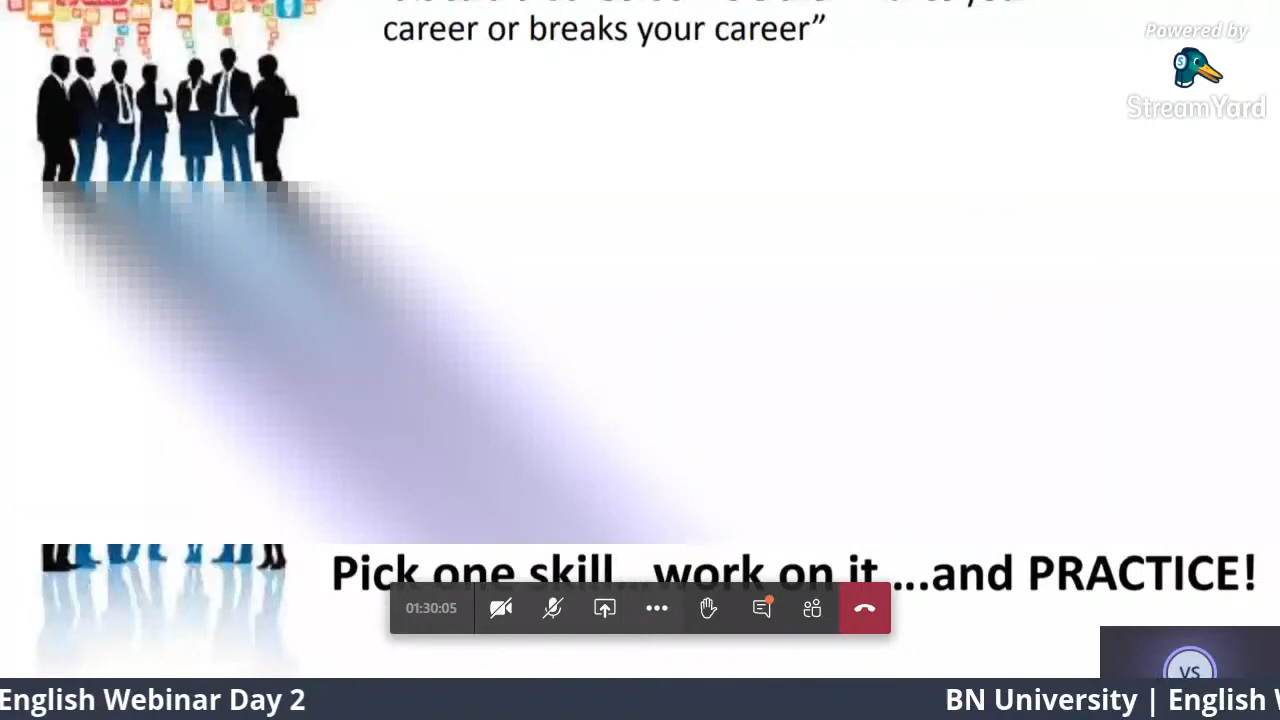 career or breaks your career”
Powered by
StreamYard
Pick one skill...work on it ...and PRACTICE!
01:30:05
VS
English Webinar Day 2
BN University | English